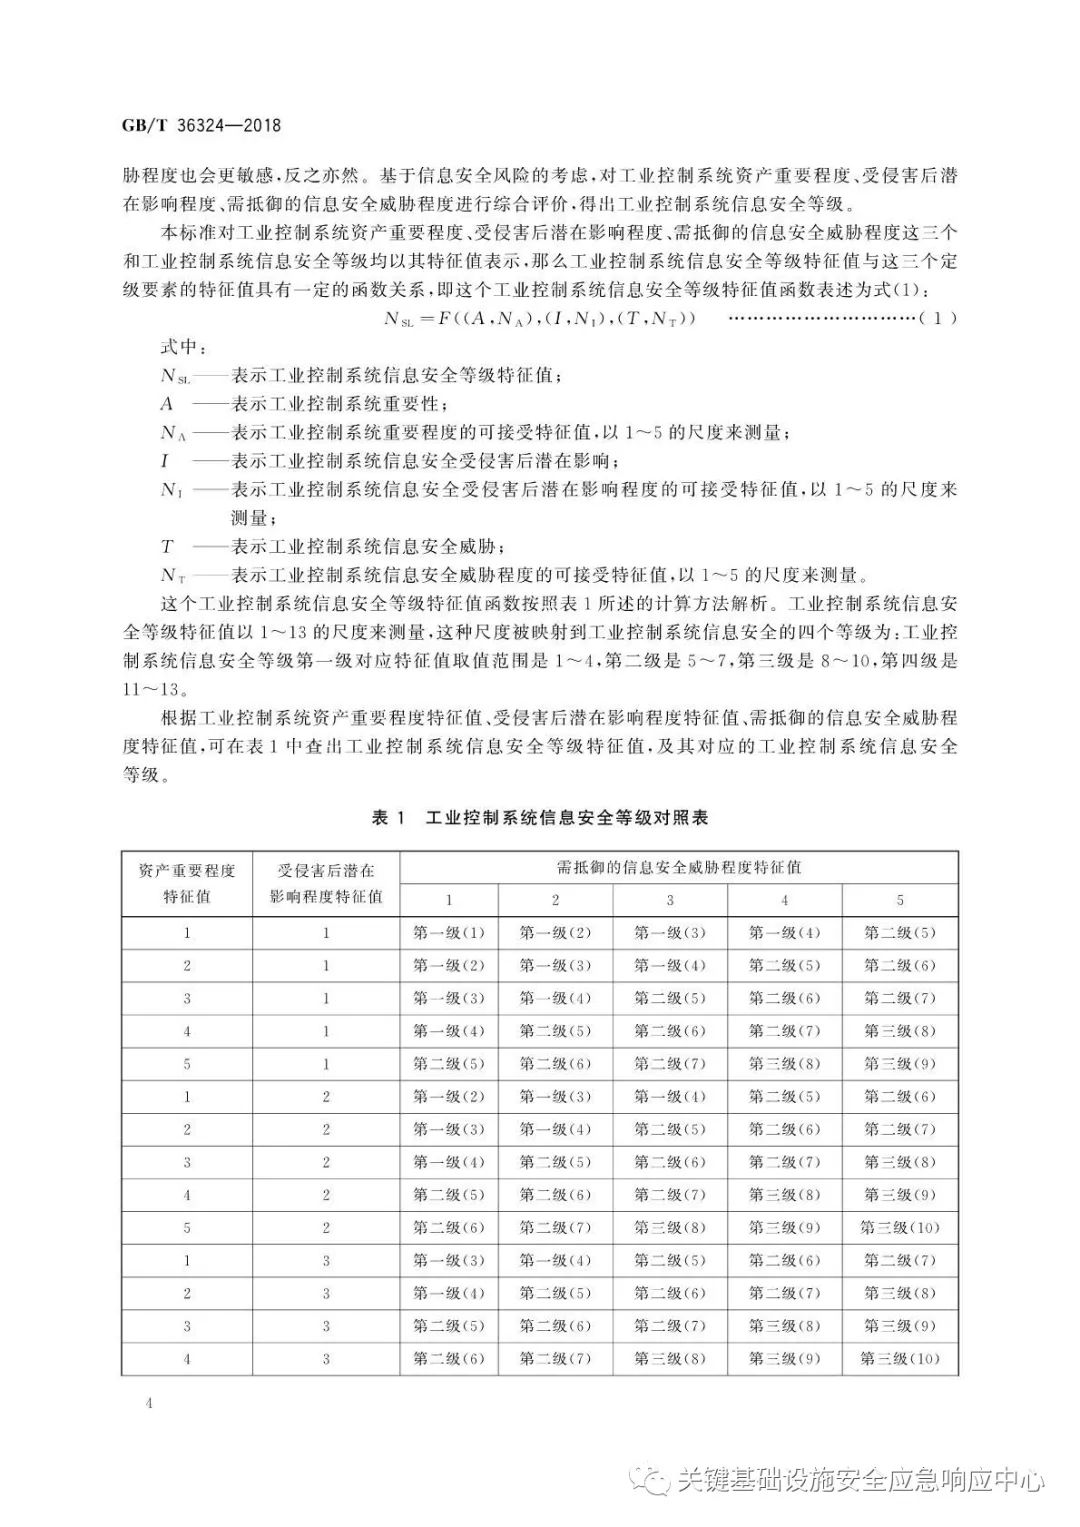 GB/T 36324—2018
胁程度也会更敏感,反之亦然。基于信息安全风险的考虑,对工业控制系统资产重要程度、受侵害后潜
在影响程度、需抵御的信息安全威胁程度进行综合评价,得出工业控制系统信息安全等级。
本标准对工业控制系统资产重要程度、受侵害后潜在影响程度、需抵御的信息安全威胁程度这三个
和工业控制系统信息安全等级均以其特征值表示,那么工业控制系统信息安全等级特征值与这三个定
级要素的特征值具有一定的函数关系,即这个工业控制系统信息安全等级特征值函数表述为式(1):
N_SL=F((A,N_A),(I,N_I),(T,N_T)) …………………………(1)
式中:
N_SL——表示工业控制系统信息安全等级特征值;
A ——表示工业控制系统重要性;
N_A ——表示工业控制系统重要程度的可接受特征值,以1~5的尺度来测量;
I ——表示工业控制系统信息安全受侵害后潜在影响;
N_I ——表示工业控制系统信息安全受侵害后潜在影响程度的可接受特征值,以1~5的尺度来
测量;
T ——表示工业控制系统信息安全威胁;
N_T ——表示工业控制系统信息安全威胁程度的可接受特征值,以1~5的尺度来测量。
这个工业控制系统信息安全等级特征值函数按照表1所述的计算方法解析。工业控制系统信息安
全等级特征值以1~13的尺度来测量,这种尺度被映射到工业控制系统信息安全的四个等级为:工业控
制系统信息安全等级第一级对应特征值取值范围是1~4,第二级是5~7,第三级是8~10,第四级是
11~13。
根据工业控制系统资产重要程度特征值、受侵害后潜在影响程度特征值、需抵御的信息安全威胁程
度特征值,可在表1中查出工业控制系统信息安全等级特征值,及其对应的工业控制系统信息安全
等级。
表1 工业控制系统信息安全等级对照表
资产重要程度 受侵害后潜在 需抵御的信息安全威胁程度特征值
特征值 影响程度特征值 1 2 3 4 5
1 1 第一级(1) 第一级(2) 第一级(3) 第一级(4) 第二级(5)
2 1 第一级(2) 第一级(3) 第一级(4) 第二级(5) 第二级(6)
3 1 第一级(3) 第一级(4) 第二级(5) 第二级(6) 第二级(7)
4 1 第一级(4) 第二级(5) 第二级(6) 第二级(7) 第三级(8)
5 1 第二级(5) 第二级(6) 第二级(7) 第三级(8) 第三级(9)
1 2 第一级(2) 第一级(3) 第一级(4) 第二级(5) 第二级(6)
2 2 第一级(3) 第一级(4) 第二级(5) 第二级(6) 第二级(7)
3 2 第一级(4) 第二级(5) 第二级(6) 第二级(7) 第三级(8)
4 2 第二级(5) 第二级(6) 第二级(7) 第三级(8) 第三级(9)
5 2 第二级(6) 第二级(7) 第三级(8) 第三级(9) 第三级(10)
1 3 第一级(3) 第一级(4) 第二级(5) 第二级(6) 第二级(7)
2 3 第一级(4) 第二级(5) 第二级(6) 第二级(7) 第三级(8)
3 3 第二级(5) 第二级(6) 第二级(7) 第三级(8) 第三级(9)
4 3 第二级(6) 第二级(7) 第三级(8) 第三级(9) 第三级(10)
4
关键基础设施安全应急响应中心